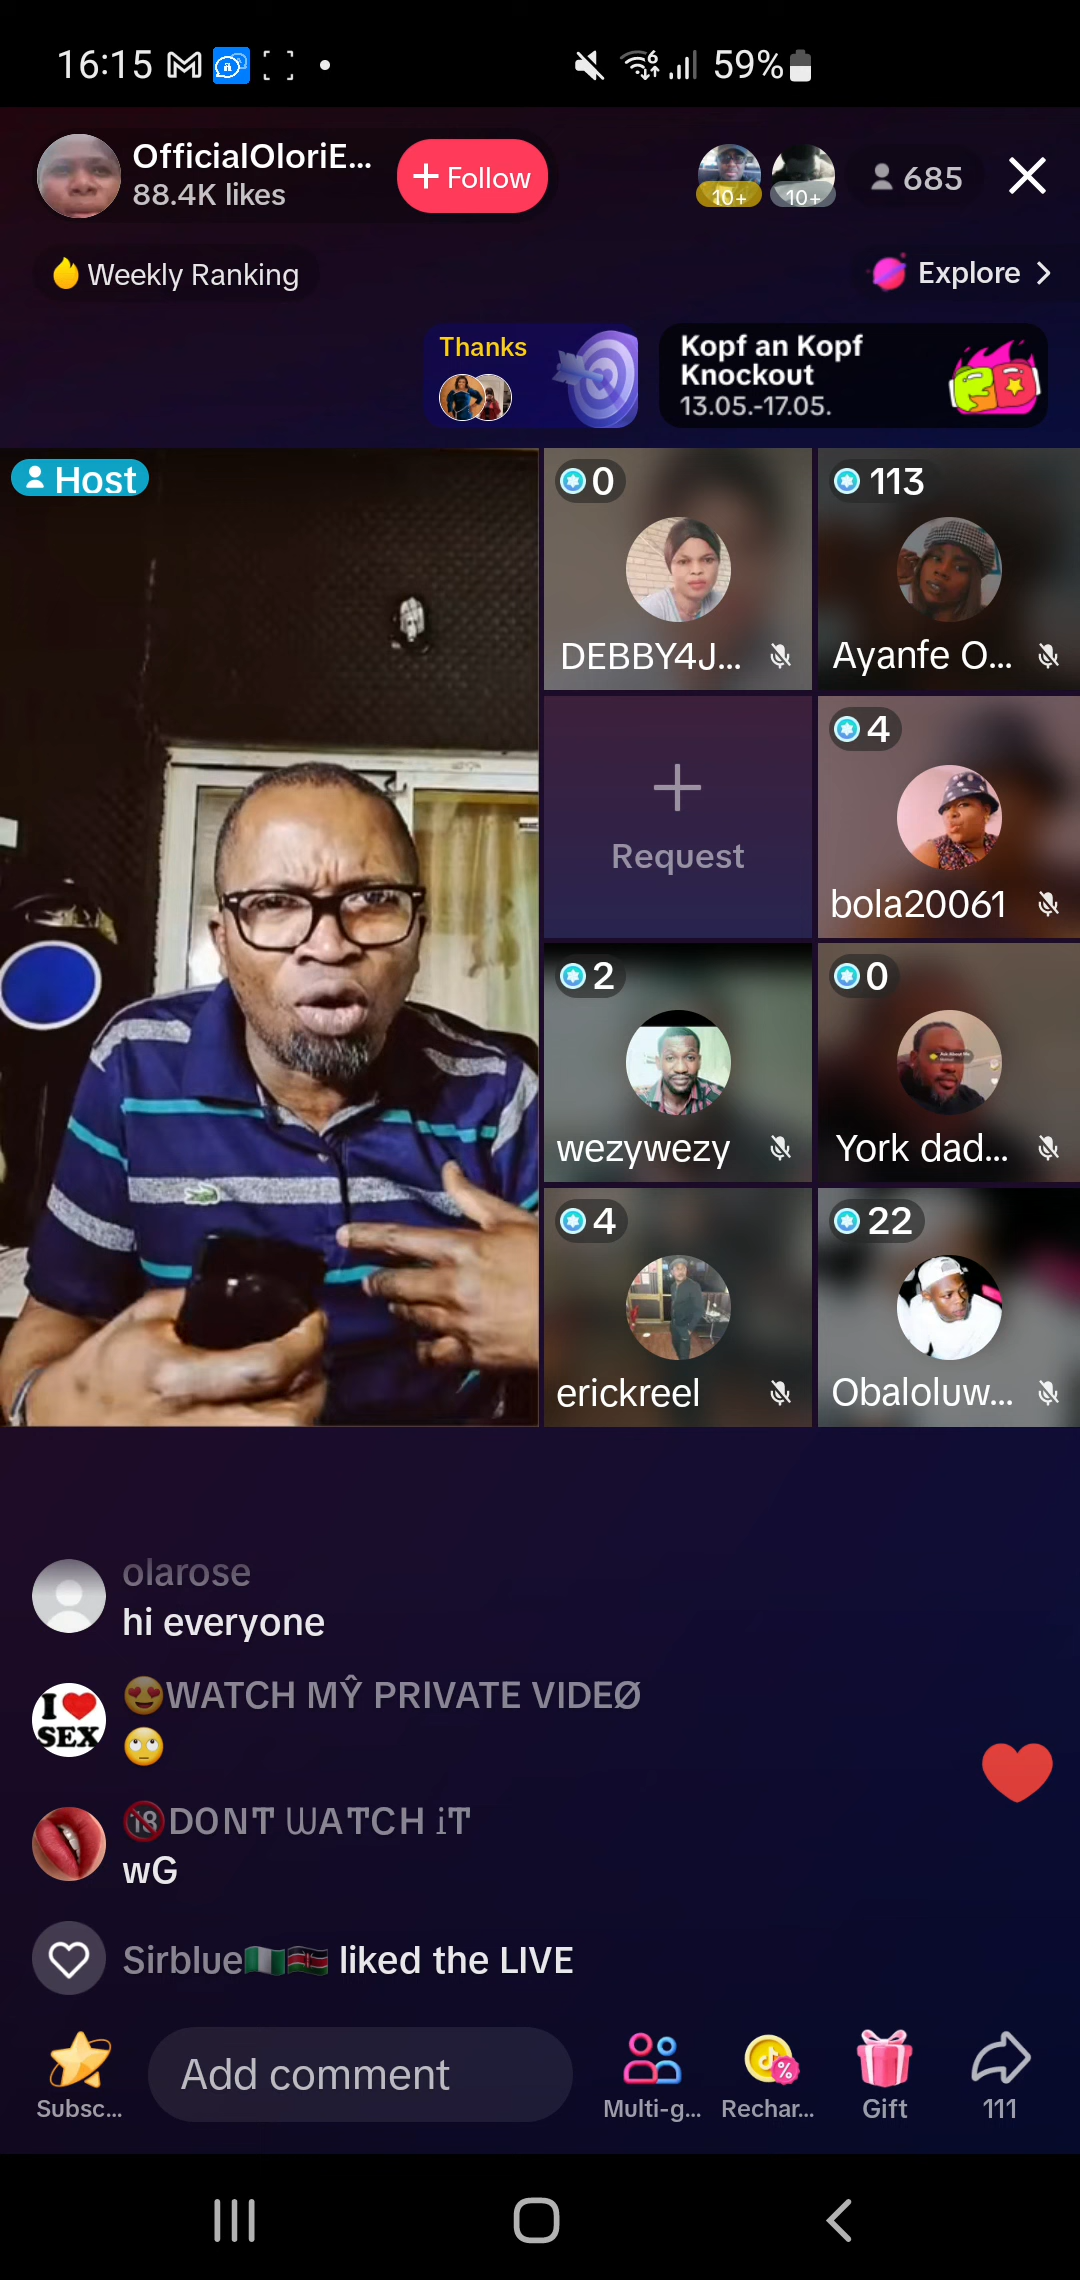 16:15
59%
OfficialOloriE...
88.4K likes
+ Follow
10+
10+
685
Weekly Ranking
Explore
Thanks
Kopf an Kopf
Knockout
13.05.-17.05.
Host
0
DEBBY4J...
113
Ayanfe O...
Request
4
bola20061
2
wezywezy
0
York dad...
4
erickreel
22
Obaloluw...
olarose
hi everyone
I ❤ SEX
😍WATCH MŶ PRIVATE VIDEØ
🙄
🔞DONT WATCH iT
wG
Sirblue🇳🇬🇰🇪 liked the LIVE
Subsc...
Add comment
Multi-g...
Rechar...
Gift
111